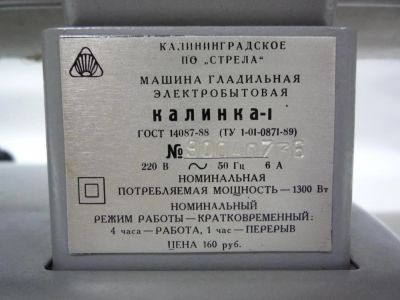 КАЛИНИНГРАДСКОЕ
ПО „СТРЕЛА"
МАШИНА ГЛАДИЛЬНАЯ
ЭЛЕКТРОБЫТОВАЯ
КАЛИНКА-1
ГОСТ 14087-88 (ТУ 1-01-0871-89)
№
220 В ~ 50 Гц 6 А
НОМИНАЛЬНАЯ
ПОТРЕБЛЯЕМАЯ МОЩНОСТЬ — 1300 Вт
НОМИНАЛЬНЫЙ
РЕЖИМ РАБОТЫ — КРАТКОВРЕМЕННЫЙ:
4 часа — РАБОТА, 1 час — ПЕРЕРЫВ
ЦЕНА 160 руб.